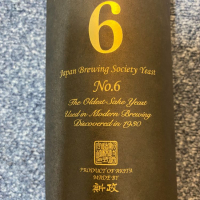 6
Japan Brewing Society Yeast
No.6
The Oldest Sake Yeast
Used in Modern Brewing
Discovered in 1930
PRODUCT OF AKITA
MADE BY
新政